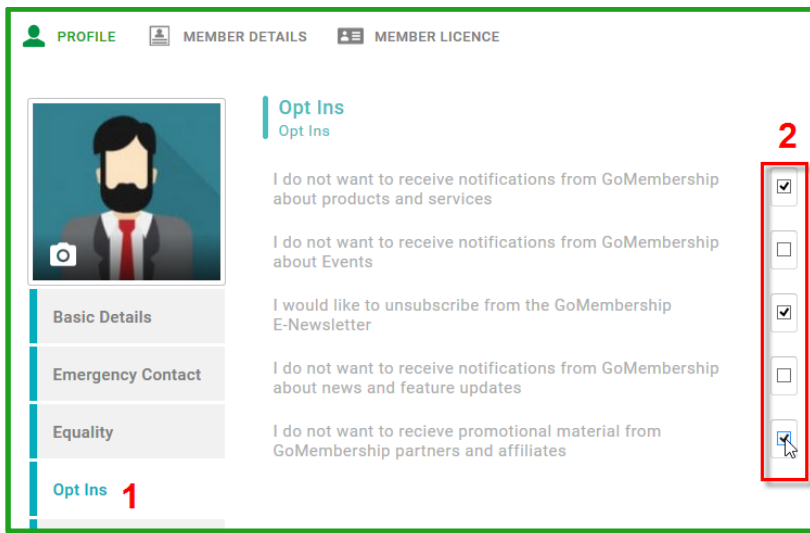 PROFILE MEMBER DETAILS MEMBER LICENCE
Opt Ins
Opt Ins
2
I do not want to receive notifications from GoMembership
about products and services
I do not want to receive notifications from GoMembership
about Events
I would like to unsubscribe from the GoMembership
E-Newsletter
I do not want to receive notifications from GoMembership
about news and feature updates
I do not want to recieve promotional material from
GoMembership partners and affiliates
Basic Details
Emergency Contact
Equality
Opt Ins 1